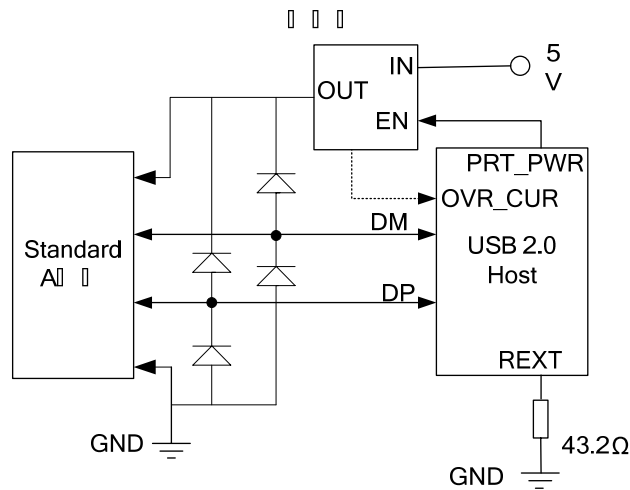 IN
5
V
OUT
EN
PRT_PWR
OVR_CUR
DM
USB 2.0
Host
Standard
A
DP
REXT
GND
43.2Ω
GND